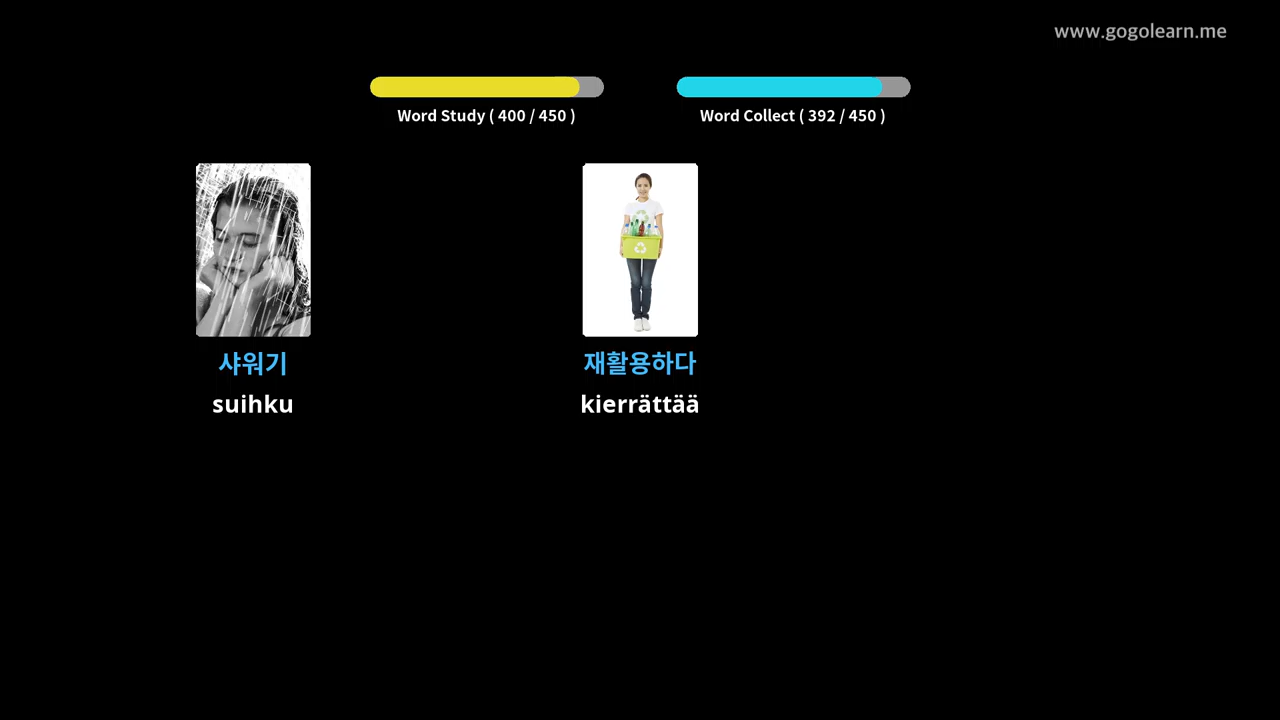 www.gogolearn.me
Word Study ( 400 / 450 )
Word Collect ( 392 / 450 )
샤워기
suihku
재활용하다
kierrättää